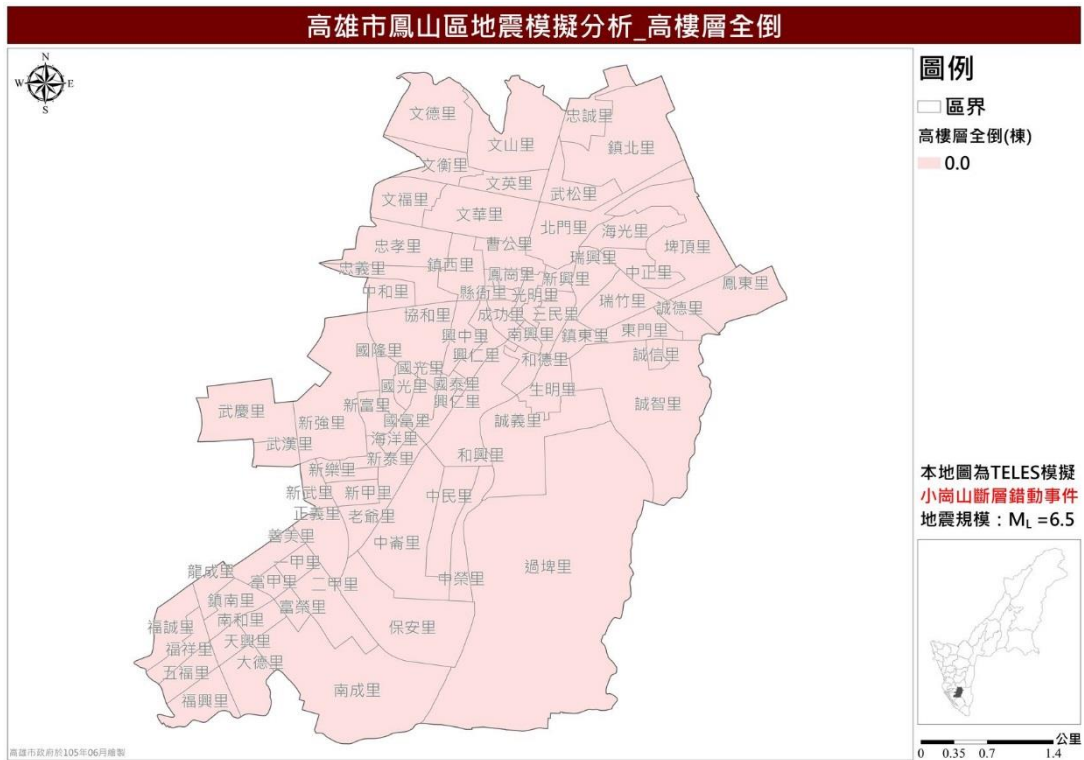 高雄市鳳山區地震模擬分析_高樓層全倒
N
W
E
S
圖例
區界
高樓層全倒(棟)
0.0
文德里
忠誠里
文山里
鎮北里
文衡里
文英里
武松里
文福里
文華里
北門里
海光里
忠孝里
曹公里
埤頂里
忠義里
鎮西里
瑞興里
鳳崗里
新興里
中正里
鳳東里
中和里
縣衙里
光明里
瑞竹里
誠德里
協和里
成功里
三民里
興中里
南興里
鎮東里
東門里
國隆里
興仁里
和德里
誠信里
國光里
國光里
國泰里
生明里
武慶里
新富里
興仁里
誠智里
新強里
國富里
誠義里
武漢里
海洋里
新泰里
和興里
新樂里
新武里
新甲里
中民里
正義里
老爺里
善美里
中崙里
龍成里
一甲里
過埤里
富甲里
二甲里
中榮里
鎮南里
富榮里
福誠里
南和里
保安里
福祥里
天興里
五福里
大德里
福興里
南成里
本地圖為TELES模擬
小崗山斷層錯動事件
地震規模：ML =6.5
公里
0 0.35 0.7 1.4
高雄市政府於105年06月繪製